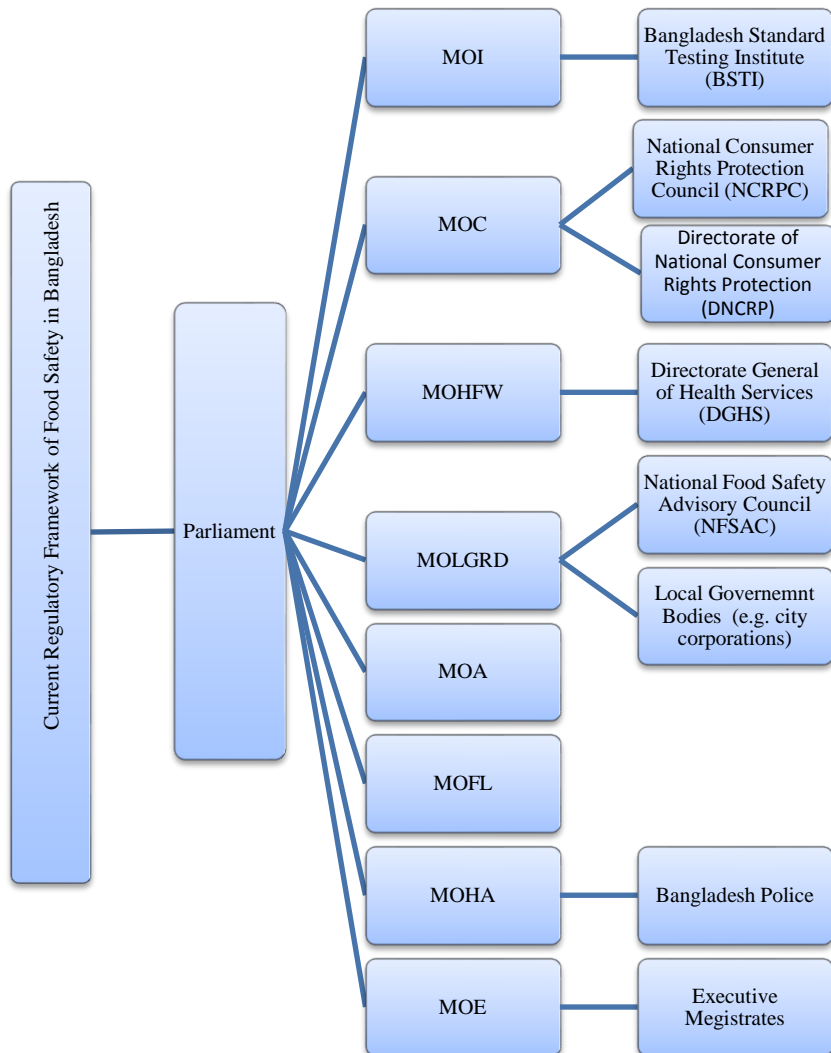 Current Regulatory Framework of Food Safety in Bangladesh
Parliament
MOI
Bangladesh Standard
Testing Institute
(BSTI)
MOC
National Consumer
Rights Protection
Council (NCRPC)
Directorate of
National Consumer
Rights Protection
(DNCRP)
MOHFW
Directorate General
of Health Services
(DGHS)
MOLGRD
National Food Safety
Advisory Council
(NFSAC)
Local Governemnt
Bodies (e.g. city
corporations)
MOA
MOFL
MOHA
Bangladesh Police
MOE
Executive
Megistrates